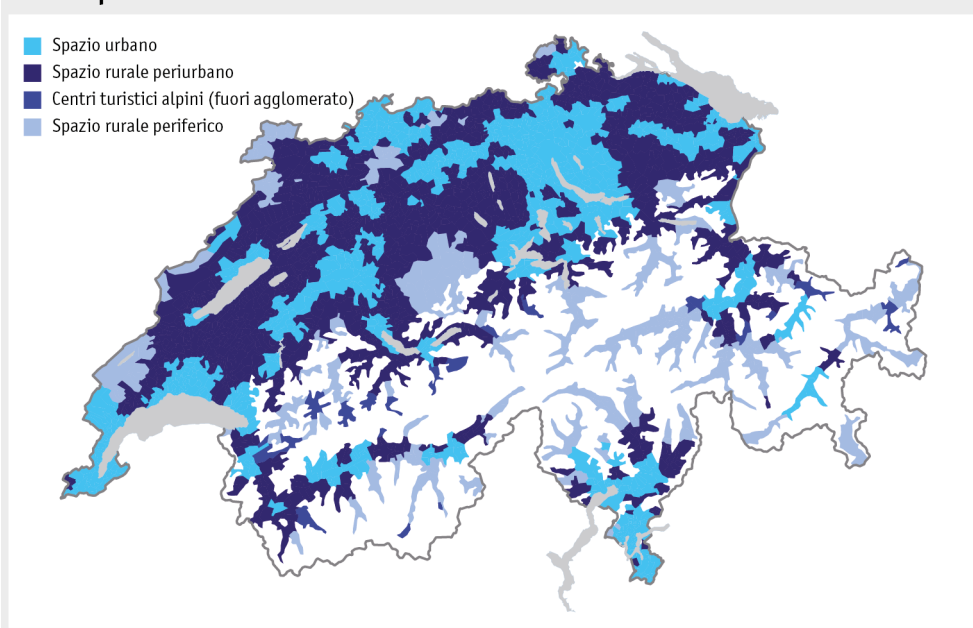 Spazio urbano
Spazio rurale periurbano
Centri turistici alpini (fuori agglomerato)
Spazio rurale periferico